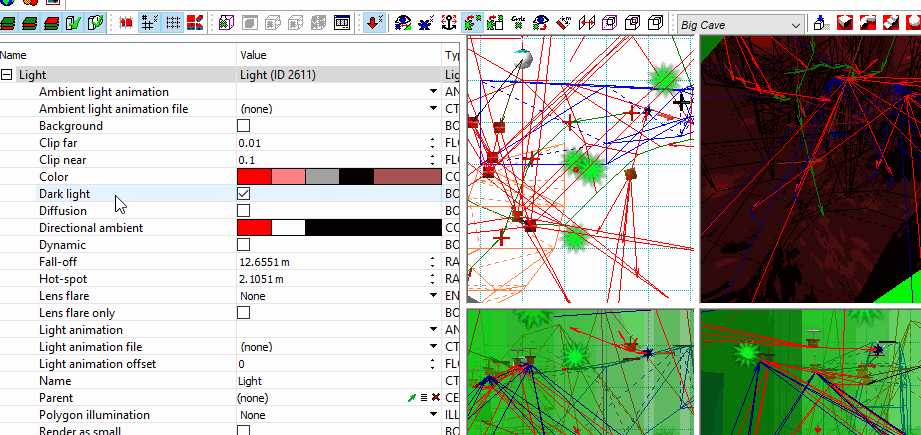 Big Cave
Name Value Ty
Light Light (ID 2611) Lig
Ambient light animation AN
Ambient light animation file (none) CT
Background BO
Clip far 0.01 FLO
Clip near 0.1 FLO
Color CO
Dark light BO
Diffusion BO
Directional ambient CO
Dynamic BO
Fall-off 12.6551 m RA
Hot-spot 2.1051 m RA
Lens flare None EN
Lens flare only BO
Light animation AN
Light animation file (none) CT
Light animation offset 0 FLO
Name Light CT
Parent (none) CE
Polygon illumination None ILL
Render as small BO